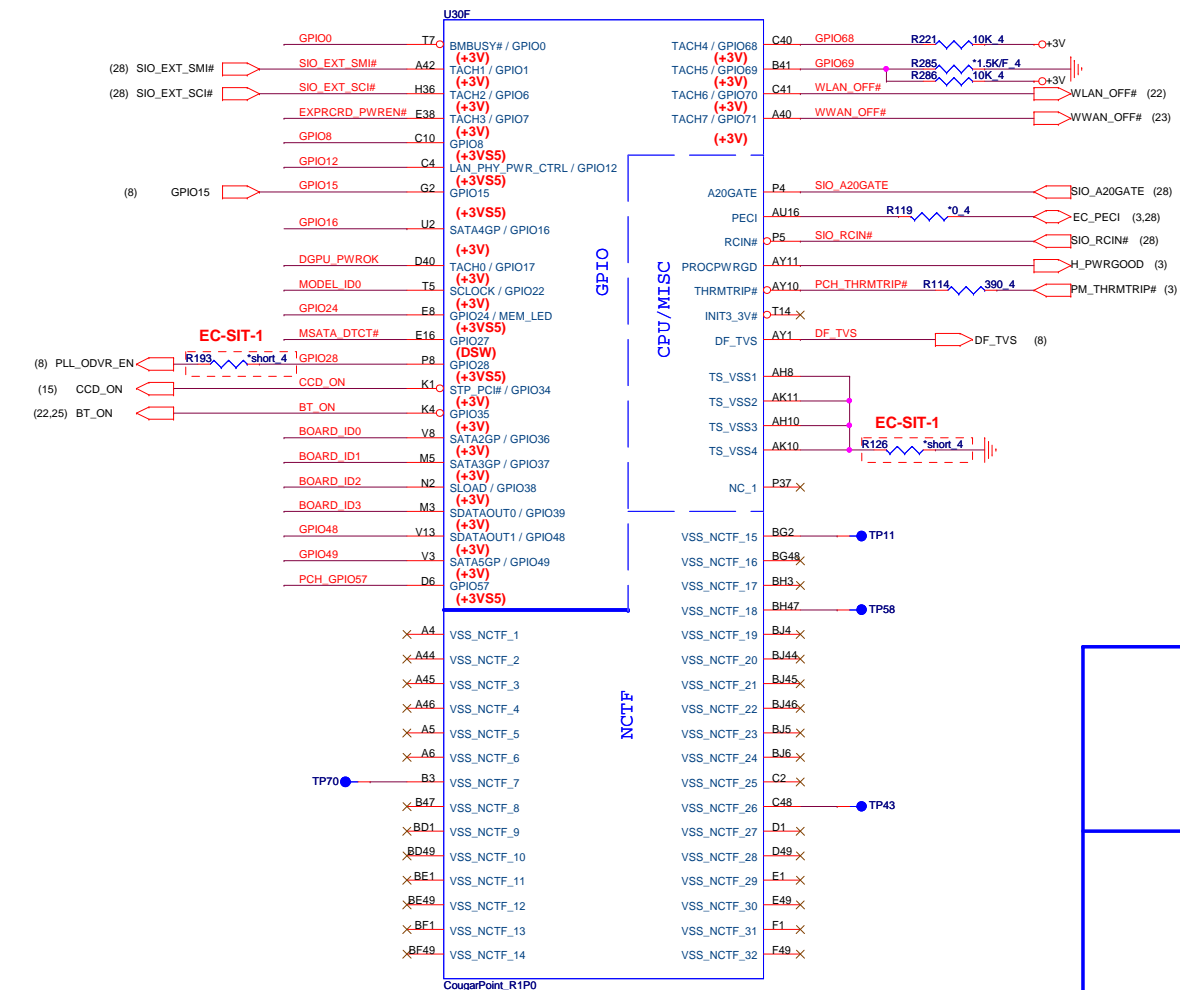 U30F
GPIO0 T7 BMBUSY# / GPIO0
(+3V)
(28) SIO_EXT_SMI# SIO_EXT_SMI# A42 TACH1 / GPIO1
(+3V)
(28) SIO_EXT_SCI# SIO_EXT_SCI# H36 TACH2 / GPIO6
(+3V)
EXPRCRD_PWREN# E38 TACH3 / GPIO7
(+3V)
GPIO8 C10 GPIO8
(+3VS5)
GPIO12 C4 LAN_PHY_PWR_CTRL / GPIO12
(+3VS5)
(8) GPIO15 GPIO15 G2 GPIO15
(+3VS5)
GPIO16 U2 SATA4GP / GPIO16
(+3V)
DGPU_PWROK D40 TACH0 / GPIO17
(+3V)
MODEL_ID0 T5 SCLOCK / GPIO22
(+3V)
GPIO24 E8 GPIO24 / MEM_LED
(+3VS5)
EC-SIT-1
MSATA_DTCT# E16 GPIO27
(DSW)
(8) PLL_ODVR_EN R193 *short_4 GPIO28 P8 GPIO28
(+3VS5)
(15) CCD_ON CCD_ON K1 STP_PCI# / GPIO34
(+3V)
(22,25) BT_ON BT_ON K4 GPIO35
(+3V)
BOARD_ID0 V8 SATA2GP / GPIO36
(+3V)
BOARD_ID1 M5 SATA3GP / GPIO37
(+3V)
BOARD_ID2 N2 SLOAD / GPIO38
(+3V)
BOARD_ID3 M3 SDATAOUT0 / GPIO39
(+3V)
GPIO48 V13 SDATAOUT1 / GPIO48
(+3V)
GPIO49 V3 SATA5GP / GPIO49
(+3V)
PCH_GPIO57 D6 GPIO57
(+3VS5)
A4 VSS_NCTF_1
A44 VSS_NCTF_2
A45 VSS_NCTF_3
A46 VSS_NCTF_4
A5 VSS_NCTF_5
A6 VSS_NCTF_6
TP70 B3 VSS_NCTF_7
B47 VSS_NCTF_8
BD1 VSS_NCTF_9
BD49 VSS_NCTF_10
BE1 VSS_NCTF_11
BE49 VSS_NCTF_12
BF1 VSS_NCTF_13
BF49 VSS_NCTF_14
GPIO
CPU/MISC
NCTF
TACH4 / GPIO68 C40 GPIO68 R221 10K_4 +3V
(+3V)
TACH5 / GPIO69 B41 GPIO69 R285 *1.5K/F_4
(+3V)
R286 10K_4 +3V
TACH6 / GPIO70 C41 WLAN_OFF# WLAN_OFF# (22)
(+3V)
TACH7 / GPIO71 A40 WWAN_OFF# WWAN_OFF# (23)
(+3V)
A20GATE P4 SIO_A20GATE SIO_A20GATE (28)
PECI AU16 R119 *0_4 EC_PECI (3,28)
RCIN# P5 SIO_RCIN# SIO_RCIN# (28)
PROCPWRGD AY11 H_PWRGOOD (3)
THRMTRIP# AY10 PCH_THRMTRIP# R114 390_4 PM_THRMTRIP# (3)
INIT3_3V# T14
DF_TVS AY1 DF_TVS DF_TVS (8)
TS_VSS1 AH8
TS_VSS2 AK11
TS_VSS3 AH10
EC-SIT-1
TS_VSS4 AK10 R126 *short_4
NC_1 P37
VSS_NCTF_15 BG2 TP11
VSS_NCTF_16 BG48
VSS_NCTF_17 BH3
VSS_NCTF_18 BH47 TP58
VSS_NCTF_19 BJ4
VSS_NCTF_20 BJ44
VSS_NCTF_21 BJ45
VSS_NCTF_22 BJ46
VSS_NCTF_23 BJ5
VSS_NCTF_24 BJ6
VSS_NCTF_25 C2
VSS_NCTF_26 C48 TP43
VSS_NCTF_27 D1
VSS_NCTF_28 D49
VSS_NCTF_29 E1
VSS_NCTF_30 E49
VSS_NCTF_31 F1
VSS_NCTF_32 F49
CougarPoint_R1P0